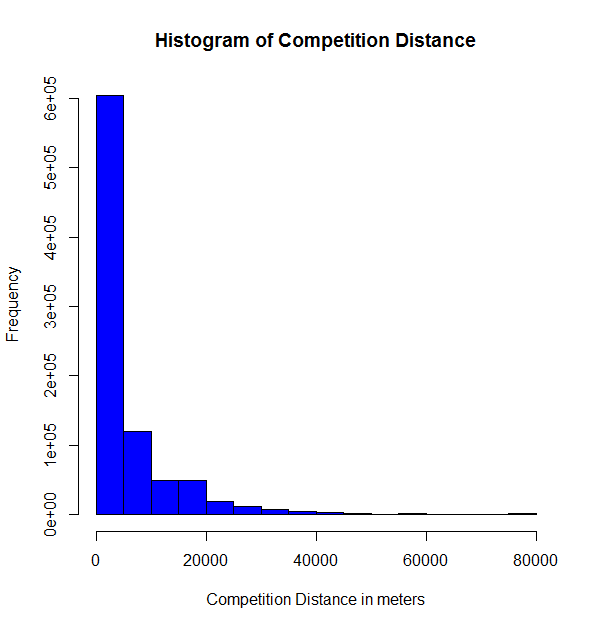 Histogram of Competition Distance
6e+05
5e+05
4e+05
3e+05
2e+05
1e+05
0e+00
Frequency
0
20000
40000
60000
80000
Competition Distance in meters